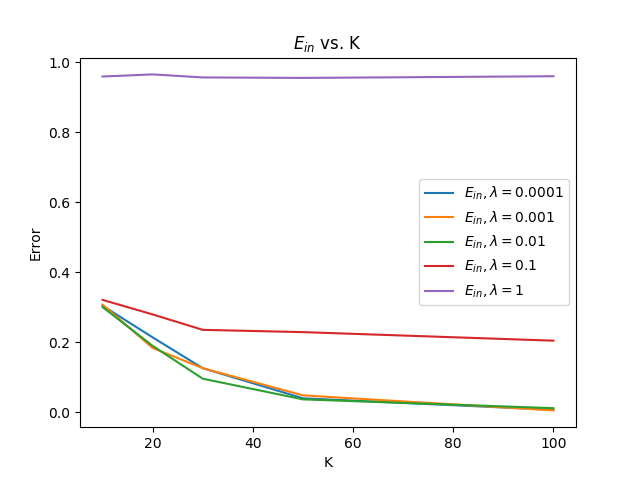 E_in vs. K
1.0
0.8
0.6
0.4
0.2
0.0
Error
E_in, λ = 0.0001
E_in, λ = 0.001
E_in, λ = 0.01
E_in, λ = 0.1
E_in, λ = 1
20 40 60 80 100
K